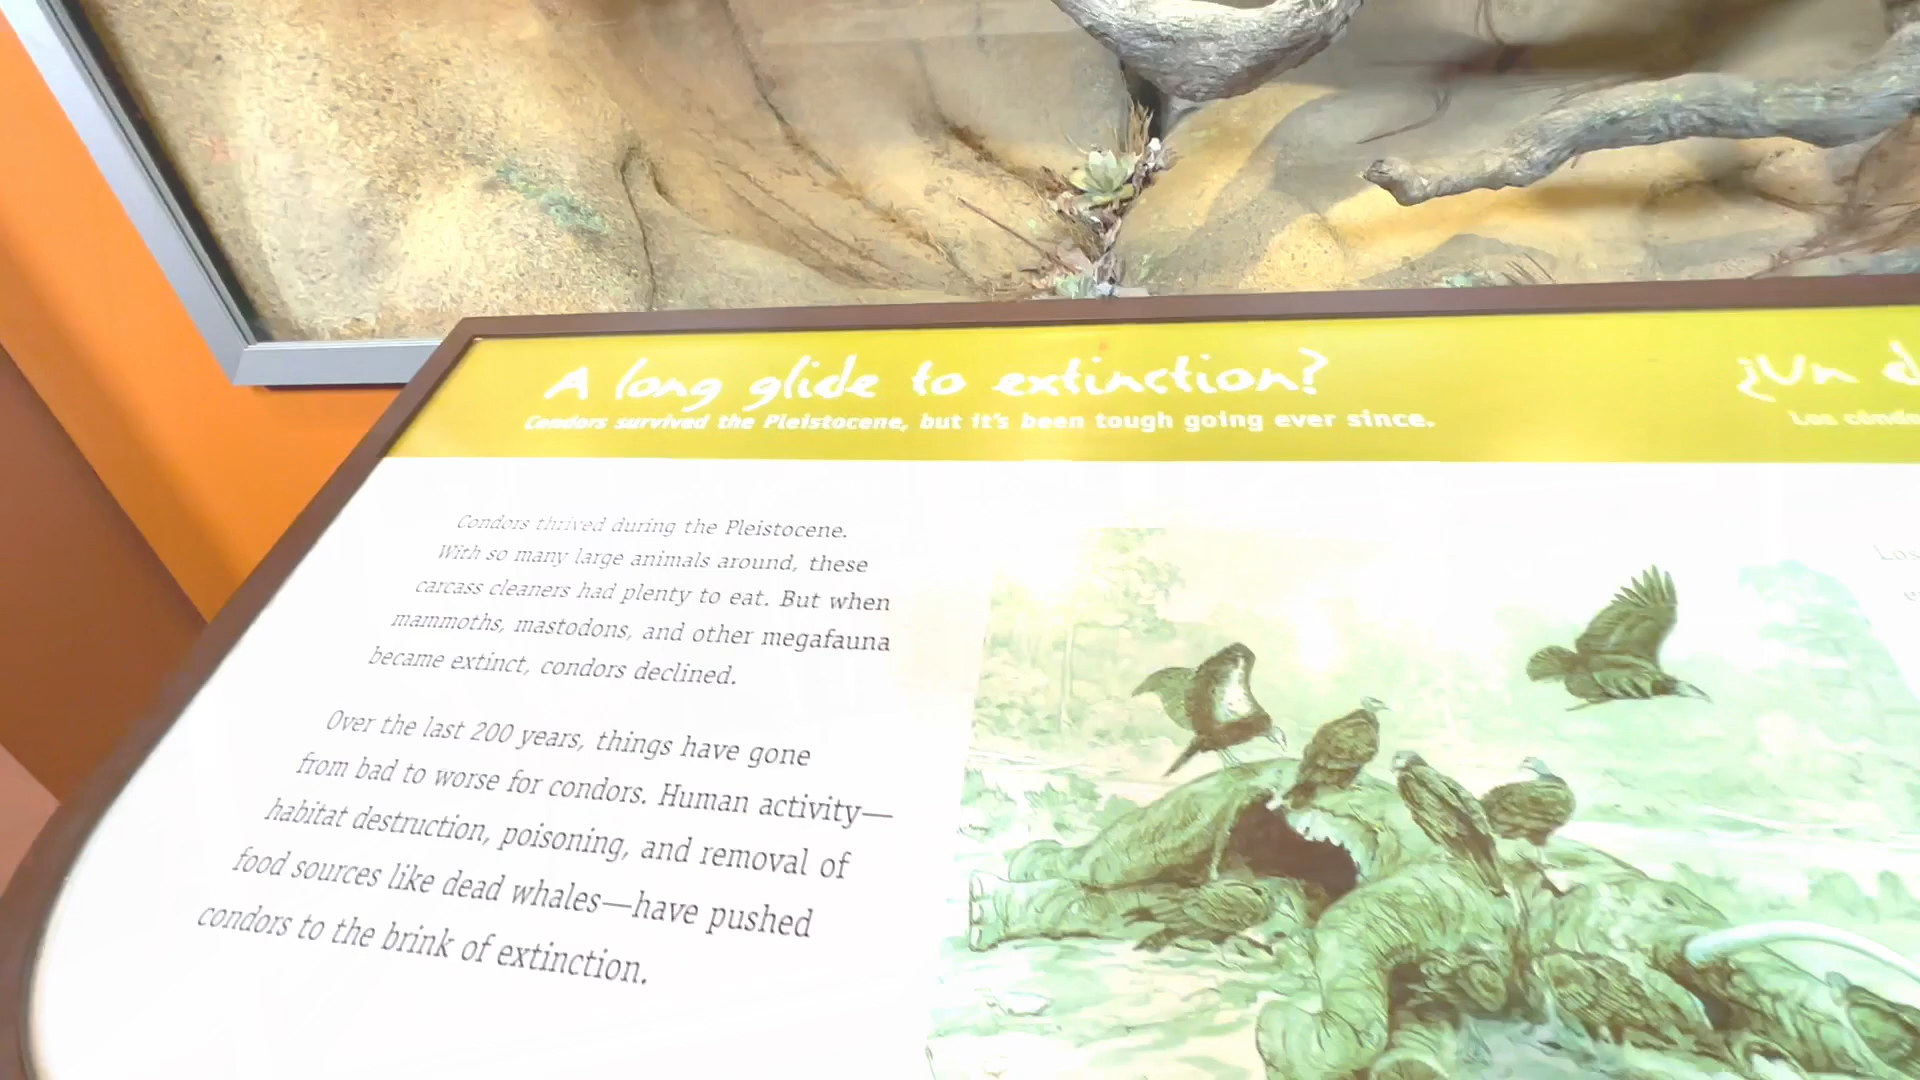 A long glide to extinction?
Condors survived the Pleistocene, but it's been tough going ever since.
Condors thrived during the Pleistocene.
With so many large animals around, these
carcass cleaners had plenty to eat. But when
mammoths, mastodons, and other megafauna
became extinct, condors declined.
Over the last 200 years, things have gone
from bad to worse for condors. Human activity—
habitat destruction, poisoning, and removal of
food sources like dead whales—have pushed
condors to the brink of extinction.
¿Un
Los
Los